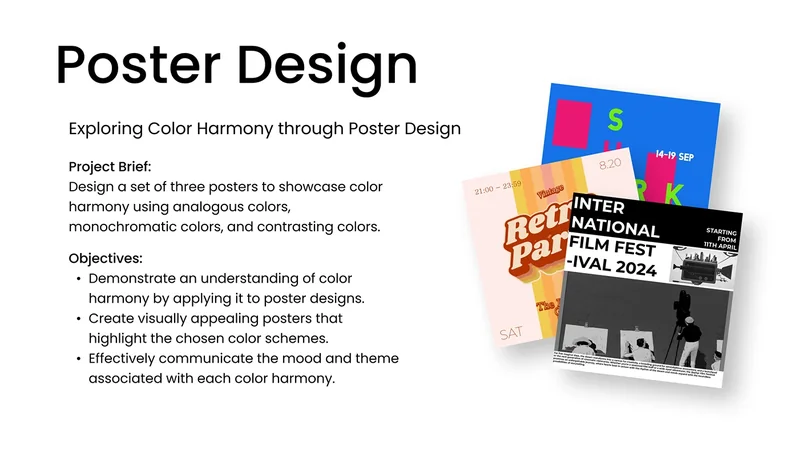 Poster Design
Exploring Color Harmony through Poster Design
Project Brief:
Design a set of three posters to showcase color
harmony using analogous colors,
monochromatic colors, and contrasting colors.
Objectives:
• Demonstrate an understanding of color
harmony by applying it to poster designs.
• Create visually appealing posters that
highlight the chosen color schemes.
• Effectively communicate the mood and theme
associated with each color harmony.
S
14-19 SEP
R K
21:00 – 23:59
8.20
Vintage
Retr
Par
The
SAT
INTER
NATIONAL
FILM FEST
-IVAL 2024
STARTING
FROM
11TH APRIL